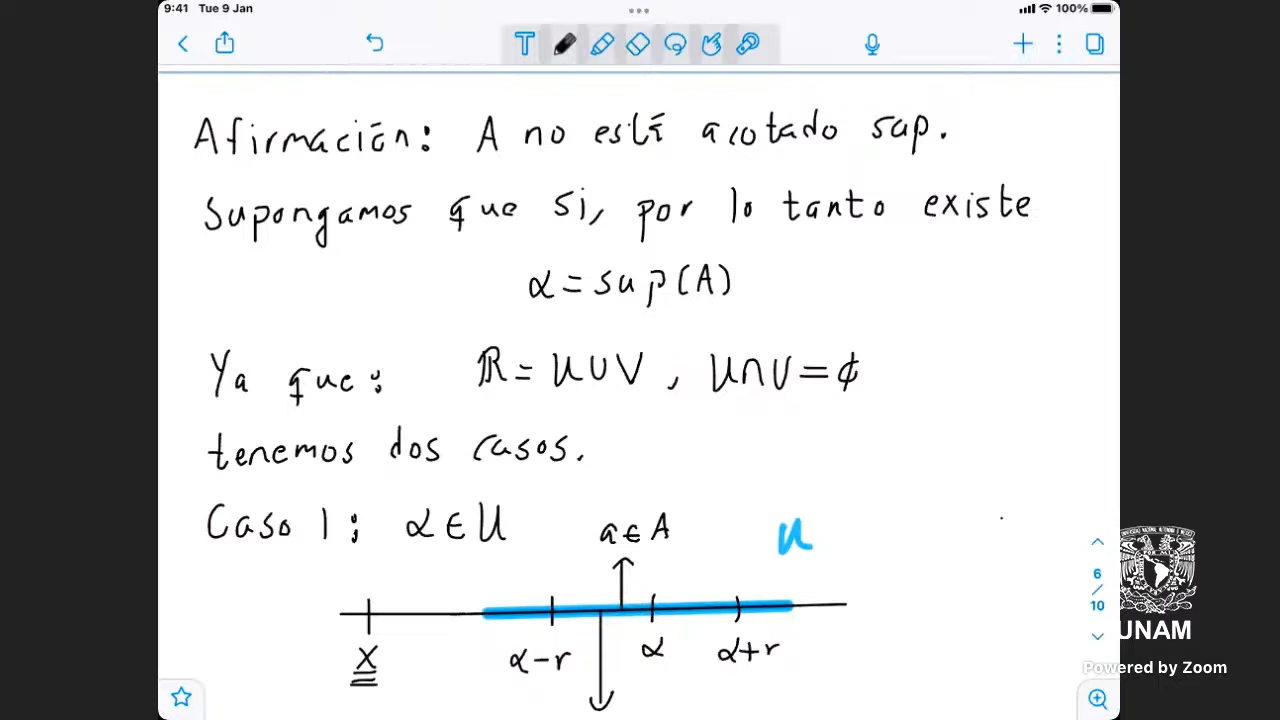 9:41 Tue 9 Jan
100%
Afirmación: A no está acotado sup.
Supongamos que si, por lo tanto existe
α = sup(A)
Ya que: ℝ = U ∪ V, U ∩ V = ∅
tenemos dos casos.
Caso 1: α ∈ U
a ∈ A
U
x
α-r
α
α+r
6
/
10
UNAM
Powered by Zoom